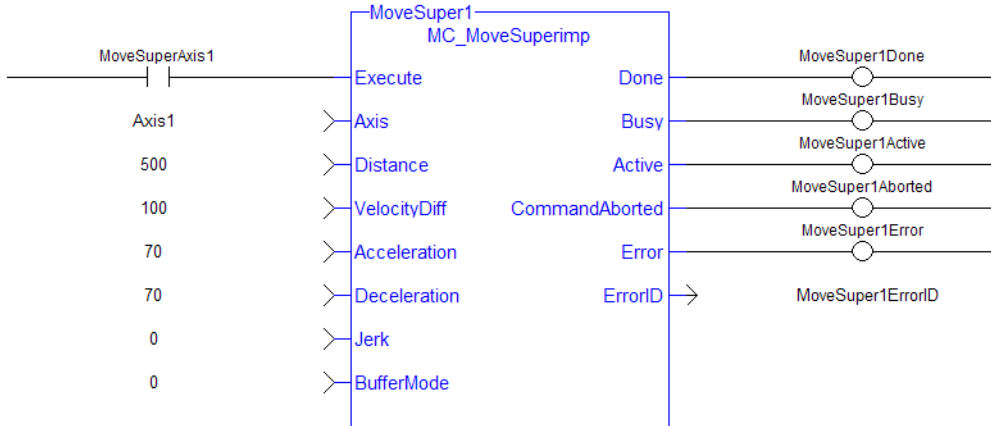 MoveSuper1
MC_MoveSuperimp
MoveSuperAxis1 Execute Done MoveSuper1Done
Axis1 Axis Busy MoveSuper1Busy
500 Distance Active MoveSuper1Active
100 VelocityDiff CommandAborted MoveSuper1Aborted
70 Acceleration Error MoveSuper1Error
70 Deceleration ErrorID MoveSuper1ErrorID
0 Jerk
0 BufferMode